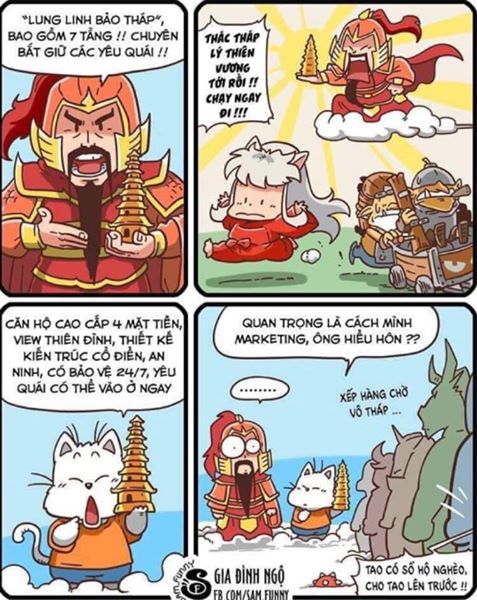 "LUNG LINH BẢO THÁP",
BAO GỒM 7 TẦNG !! CHUYÊN
BẮT GIỮ CÁC YÊU QUÁI !!
THÁC THÁP
LÝ THIÊN
VƯƠNG
TỚI RỒI !!
CHẠY NGAY
ĐI !!!
CĂN HỘ CAO CẤP 4 MẶT TIỀN,
VIEW THIÊN ĐÌNH, THIẾT KẾ
KIẾN TRÚC CỔ ĐIỂN, AN
NINH, CÓ BẢO VỆ 24/7, YÊU
QUÁI CÓ THỂ VÀO Ở NGAY
QUAN TRỌNG LÀ CÁCH MÌNH
MARKETING, ÔNG HIỂU HÔN ??
........
XẾP HÀNG CHỜ
VÔ THÁP ...
TAO CÓ SỔ HỘ NGHÈO,
CHO TAO LÊN TRƯỚC !!
SAM.FUNNY
GIA ĐÌNH NGỘ
FB.COM/SAM.FUNNY